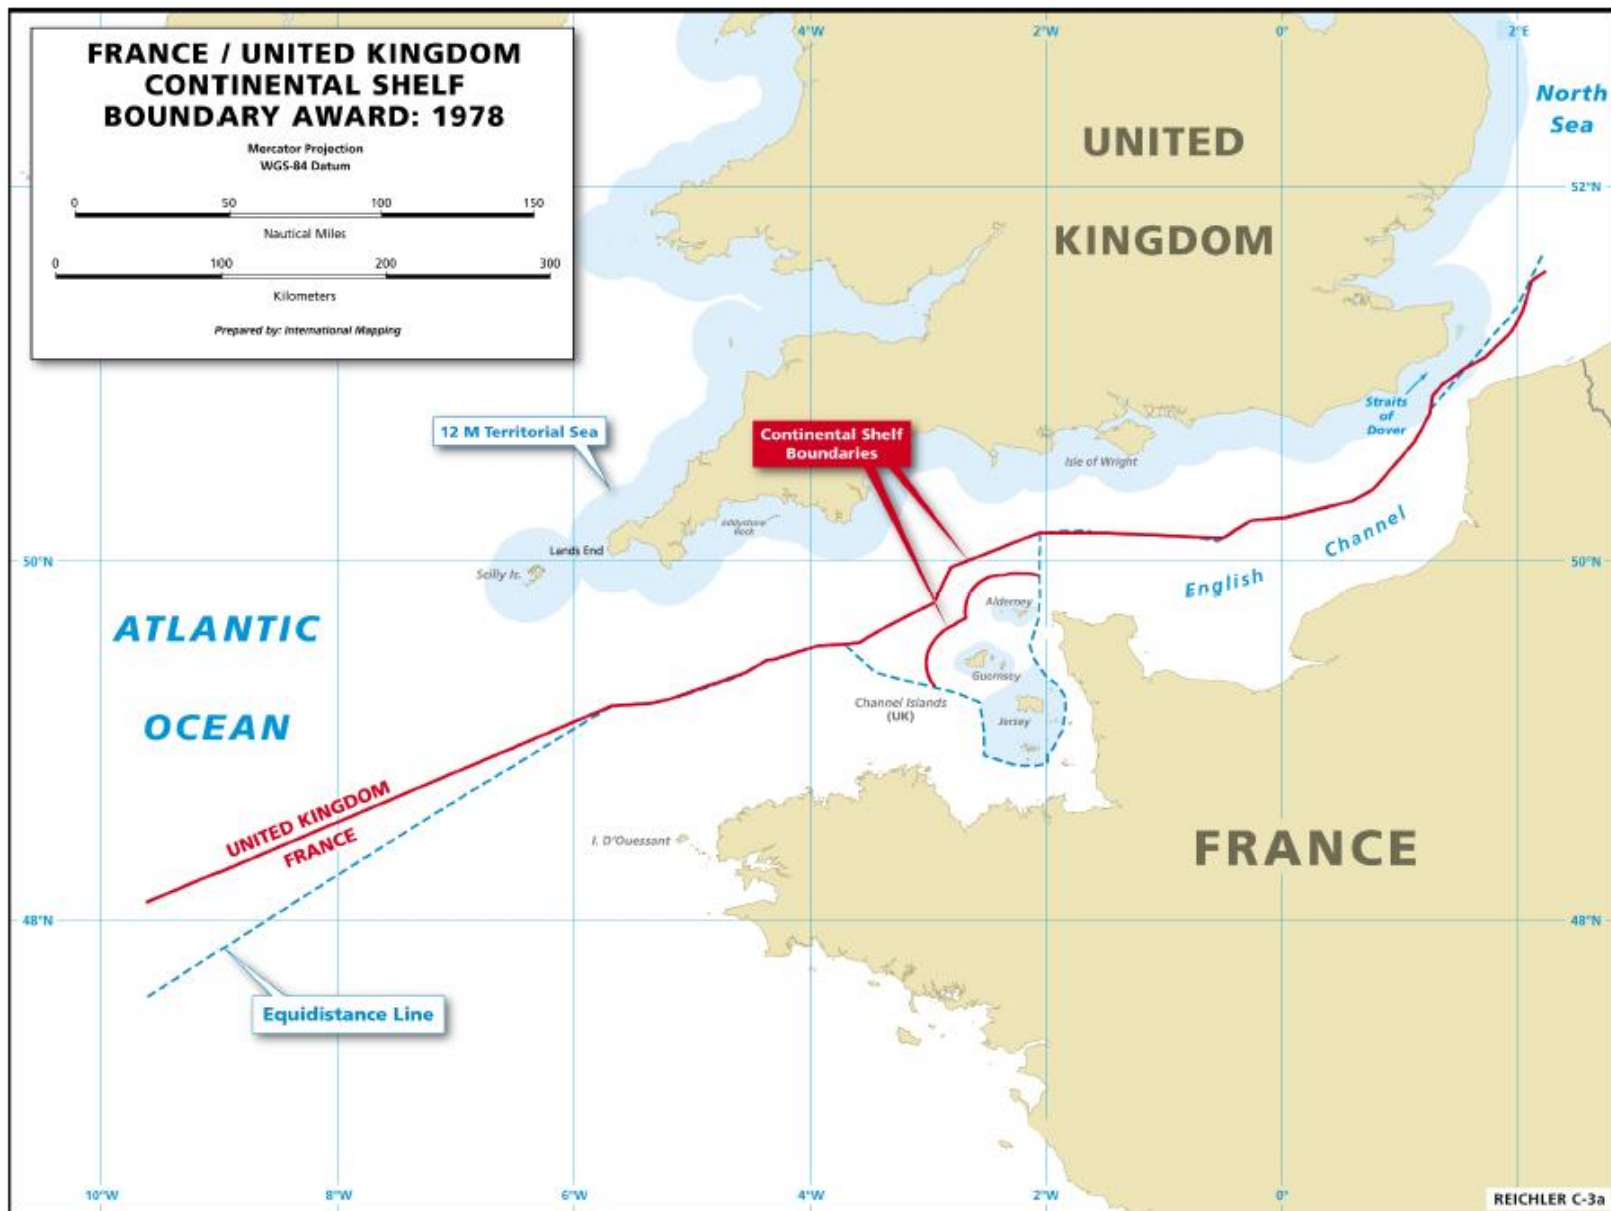 FRANCE / UNITED KINGDOM
CONTINENTAL SHELF
BOUNDARY AWARD: 1978
Mercator Projection
WGS-84 Datum
0 50 100 150
Nautical Miles
0 100 200 300
Kilometers
Prepared by: International Mapping
4°W 2°W 0° 2°E
North
Sea
UNITED
KINGDOM
52°N
12 M Territorial Sea
Continental Shelf
Boundaries
Straits
of
Dover
Isle of Wright
Eddystone
Rock
Lands End
Scilly Is.
50°N 50°N
English Channel
ATLANTIC
OCEAN
Alderney
Guernsey
Channel Islands
(UK)
Jersey
UNITED KINGDOM
FRANCE
I. D'Ouessant
FRANCE
48°N 48°N
Equidistance Line
10°W 8°W 6°W 4°W 2°W 0°
REICHLER C-3a